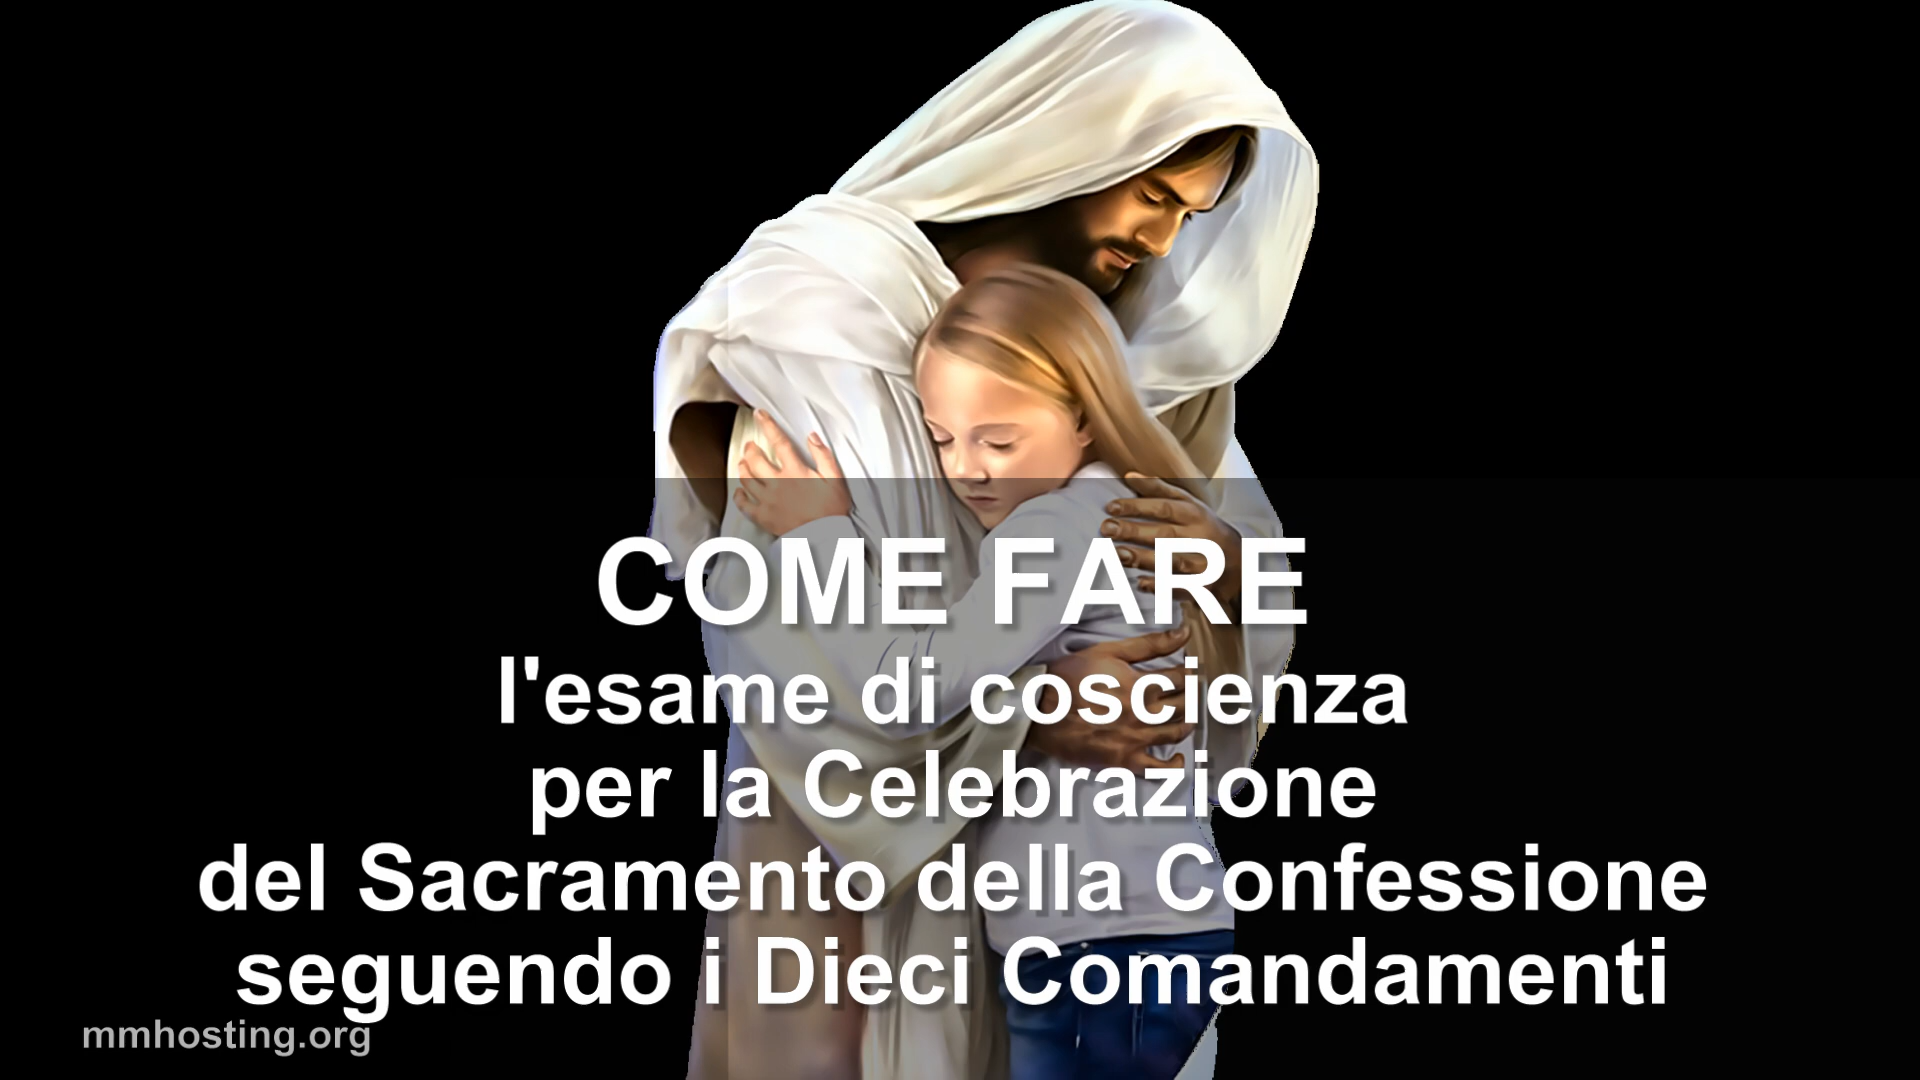 COME FARE
l'esame di coscienza
per la Celebrazione
del Sacramento della Confessione
seguendo i Dieci Comandamenti
mmhosting.org